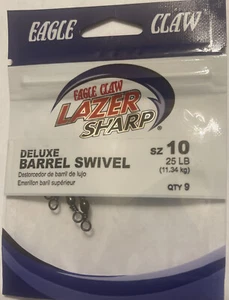 EAGLE CLAW
EAGLE CLAW
LAZER
SHARP
DELUXE
BARREL SWIVEL
Destorcedor de barril de lujo
Émerillon baril supérieur
SZ 10
25 LB
(11.34 kg)
QTY 9